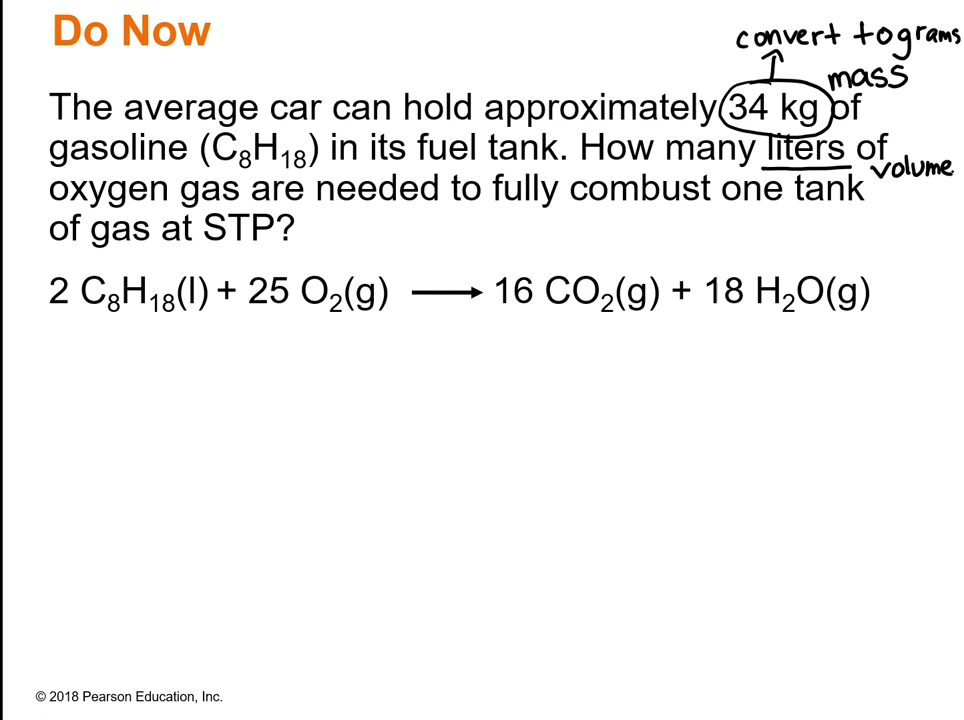 Do Now
convert to grams
mass
The average car can hold approximately 34 kg of
gasoline (C₈H₁₈) in its fuel tank. How many liters of
volume
oxygen gas are needed to fully combust one tank
of gas at STP?
2 C₈H₁₈(l) + 25 O₂(g) ⟶ 16 CO₂(g) + 18 H₂O(g)
© 2018 Pearson Education, Inc.